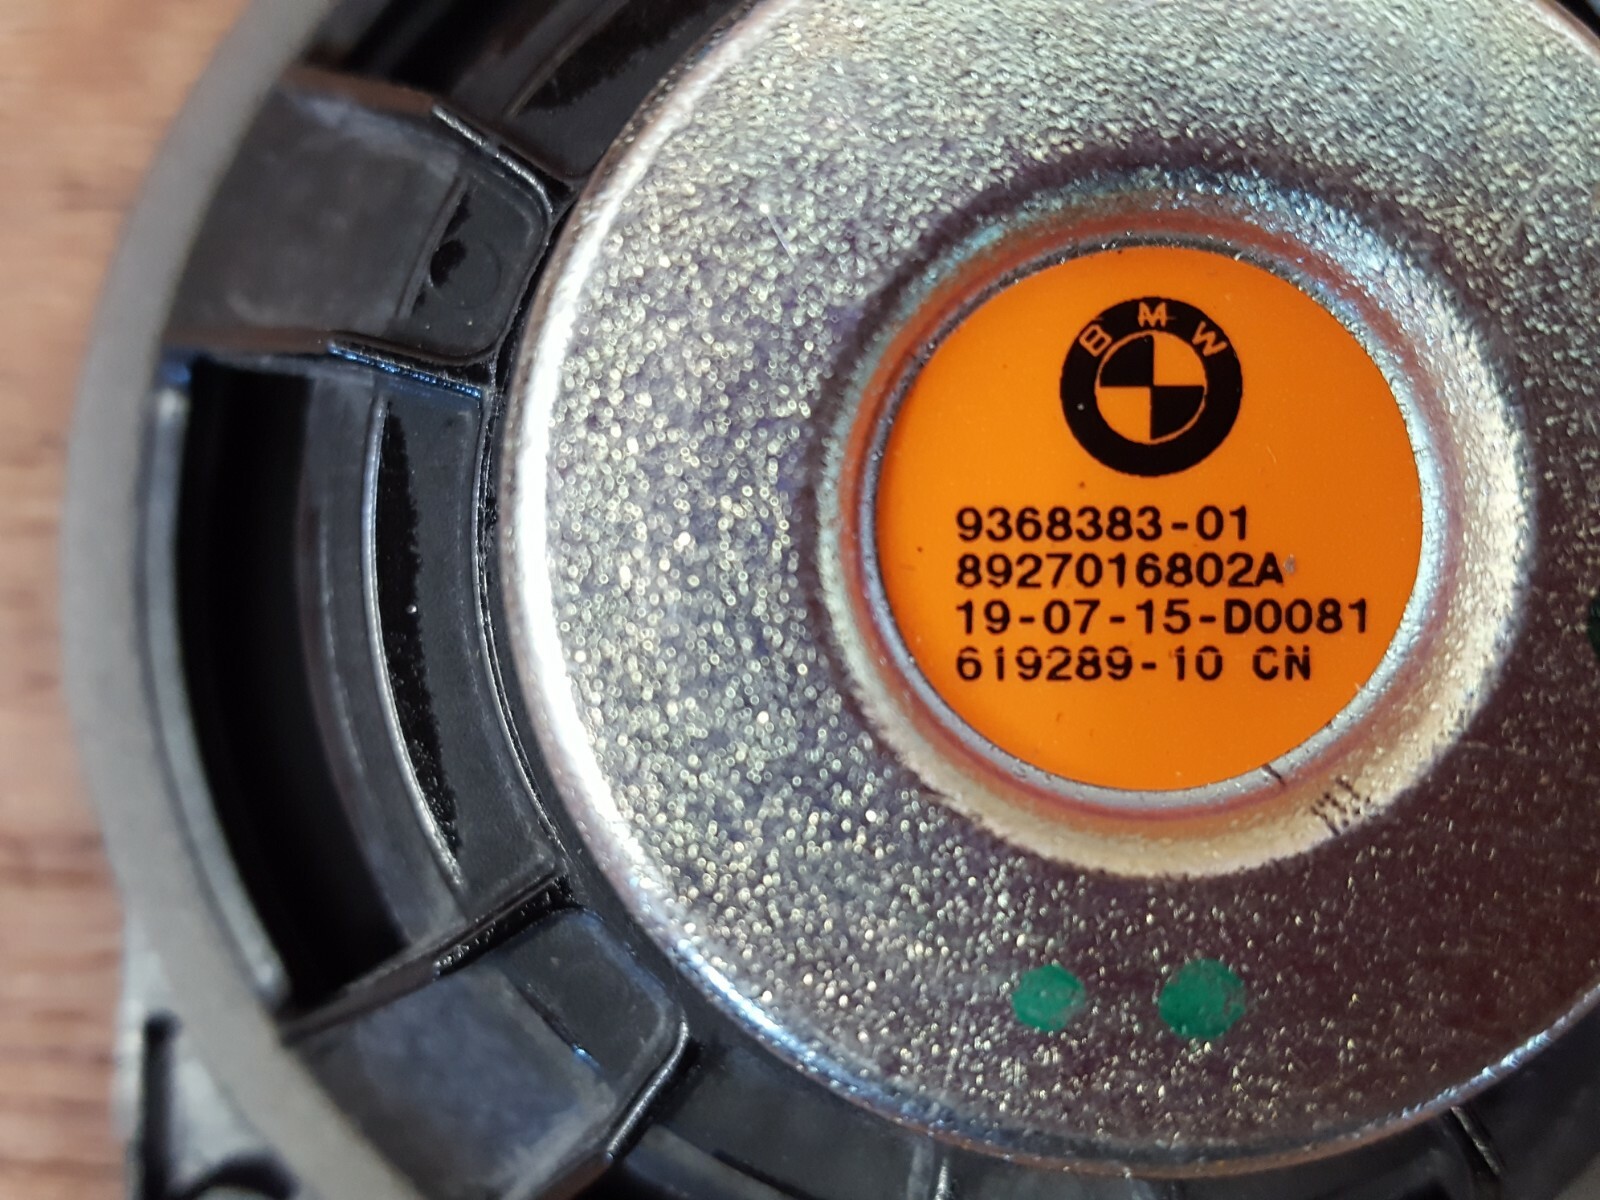 BMW
9368383-01
8927016802A
19-07-15-D0081
619289-10 CN